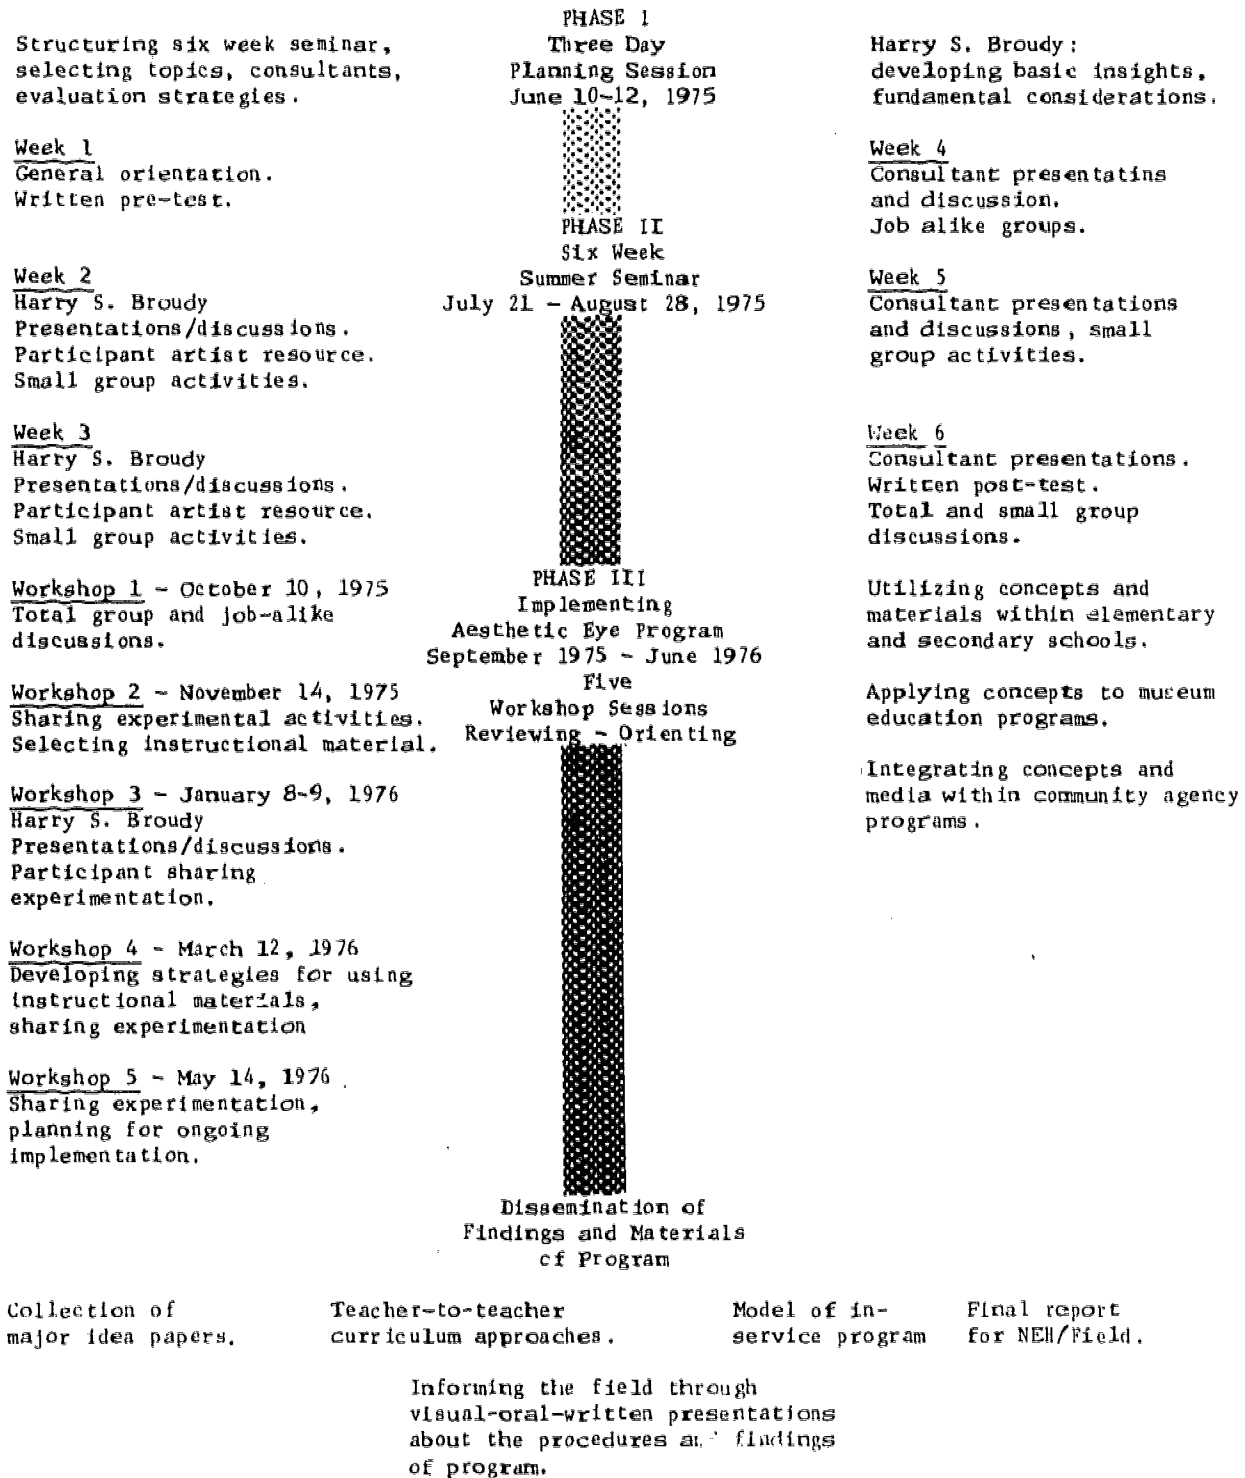 PHASE I
Three Day
Planning Session
June 10-12, 1975
Structuring six week seminar,
selecting topics, consultants,
evaluation strategies.
Harry S. Broudy:
developing basic insights,
fundamental considerations.
PHASE II
Six Week
Summer Seminar
July 21 - August 28, 1975
Week 1
General orientation.
Written pre-test.
Week 2
Harry S. Broudy
Presentations/discussions.
Participant artist resource.
Small group activities.
Week 3
Harry S. Broudy
Presentations/discussions.
Participant artist resource.
Small group activities.
Week 4
Consultant presentatins
and discussion.
Job alike groups.
Week 5
Consultant presentations
and discussions, small
group activities.
Week 6
Consultant presentations.
Written post-test.
Total and small group
discussions.
PHASE III
Implementing
Aesthetic Eye Program
September 1975 - June 1976
Five
Workshop Sessions
Reviewing - Orienting
Workshop 1 - October 10, 1975
Total group and job-alike
discussions.
Workshop 2 - November 14, 1975
Sharing experimental activities.
Selecting instructional material.
Workshop 3 - January 8-9, 1976
Harry S. Broudy
Presentations/discussions.
Participant sharing
experimentation.
Workshop 4 - March 12, 1976
Developing strategies for using
instructional materials,
sharing experimentation
Workshop 5 - May 14, 1976
Sharing experimentation,
planning for ongoing
implementation.
Utilizing concepts and
materials within elementary
and secondary schools.
Applying concepts to museum
education programs.
Integrating concepts and
media within community agency
programs.
Dissemination of
Findings and Materials
of Program
Collection of
major idea papers.
Teacher-to-teacher
curriculum approaches.
Model of in-
service program
Final report
for NEH/Field.
Informing the field through
visual-oral-written presentations
about the procedures findings
of program.